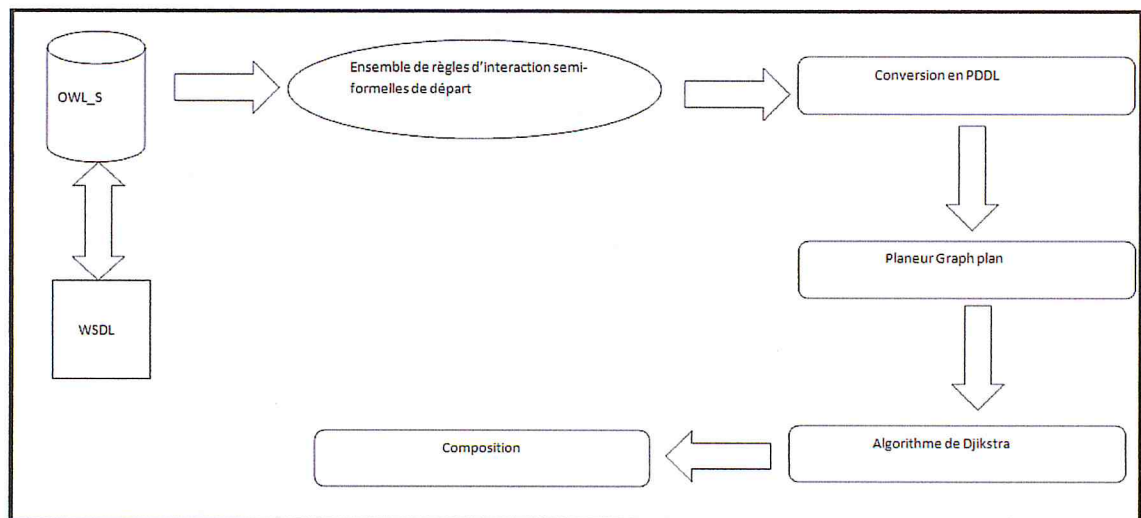 OWL_S
Ensemble de règles d'interaction semi-
formelles de départ
Conversion en PDDL
Planeur Graph plan
WSDL
Composition
Algorithme de Djikstra